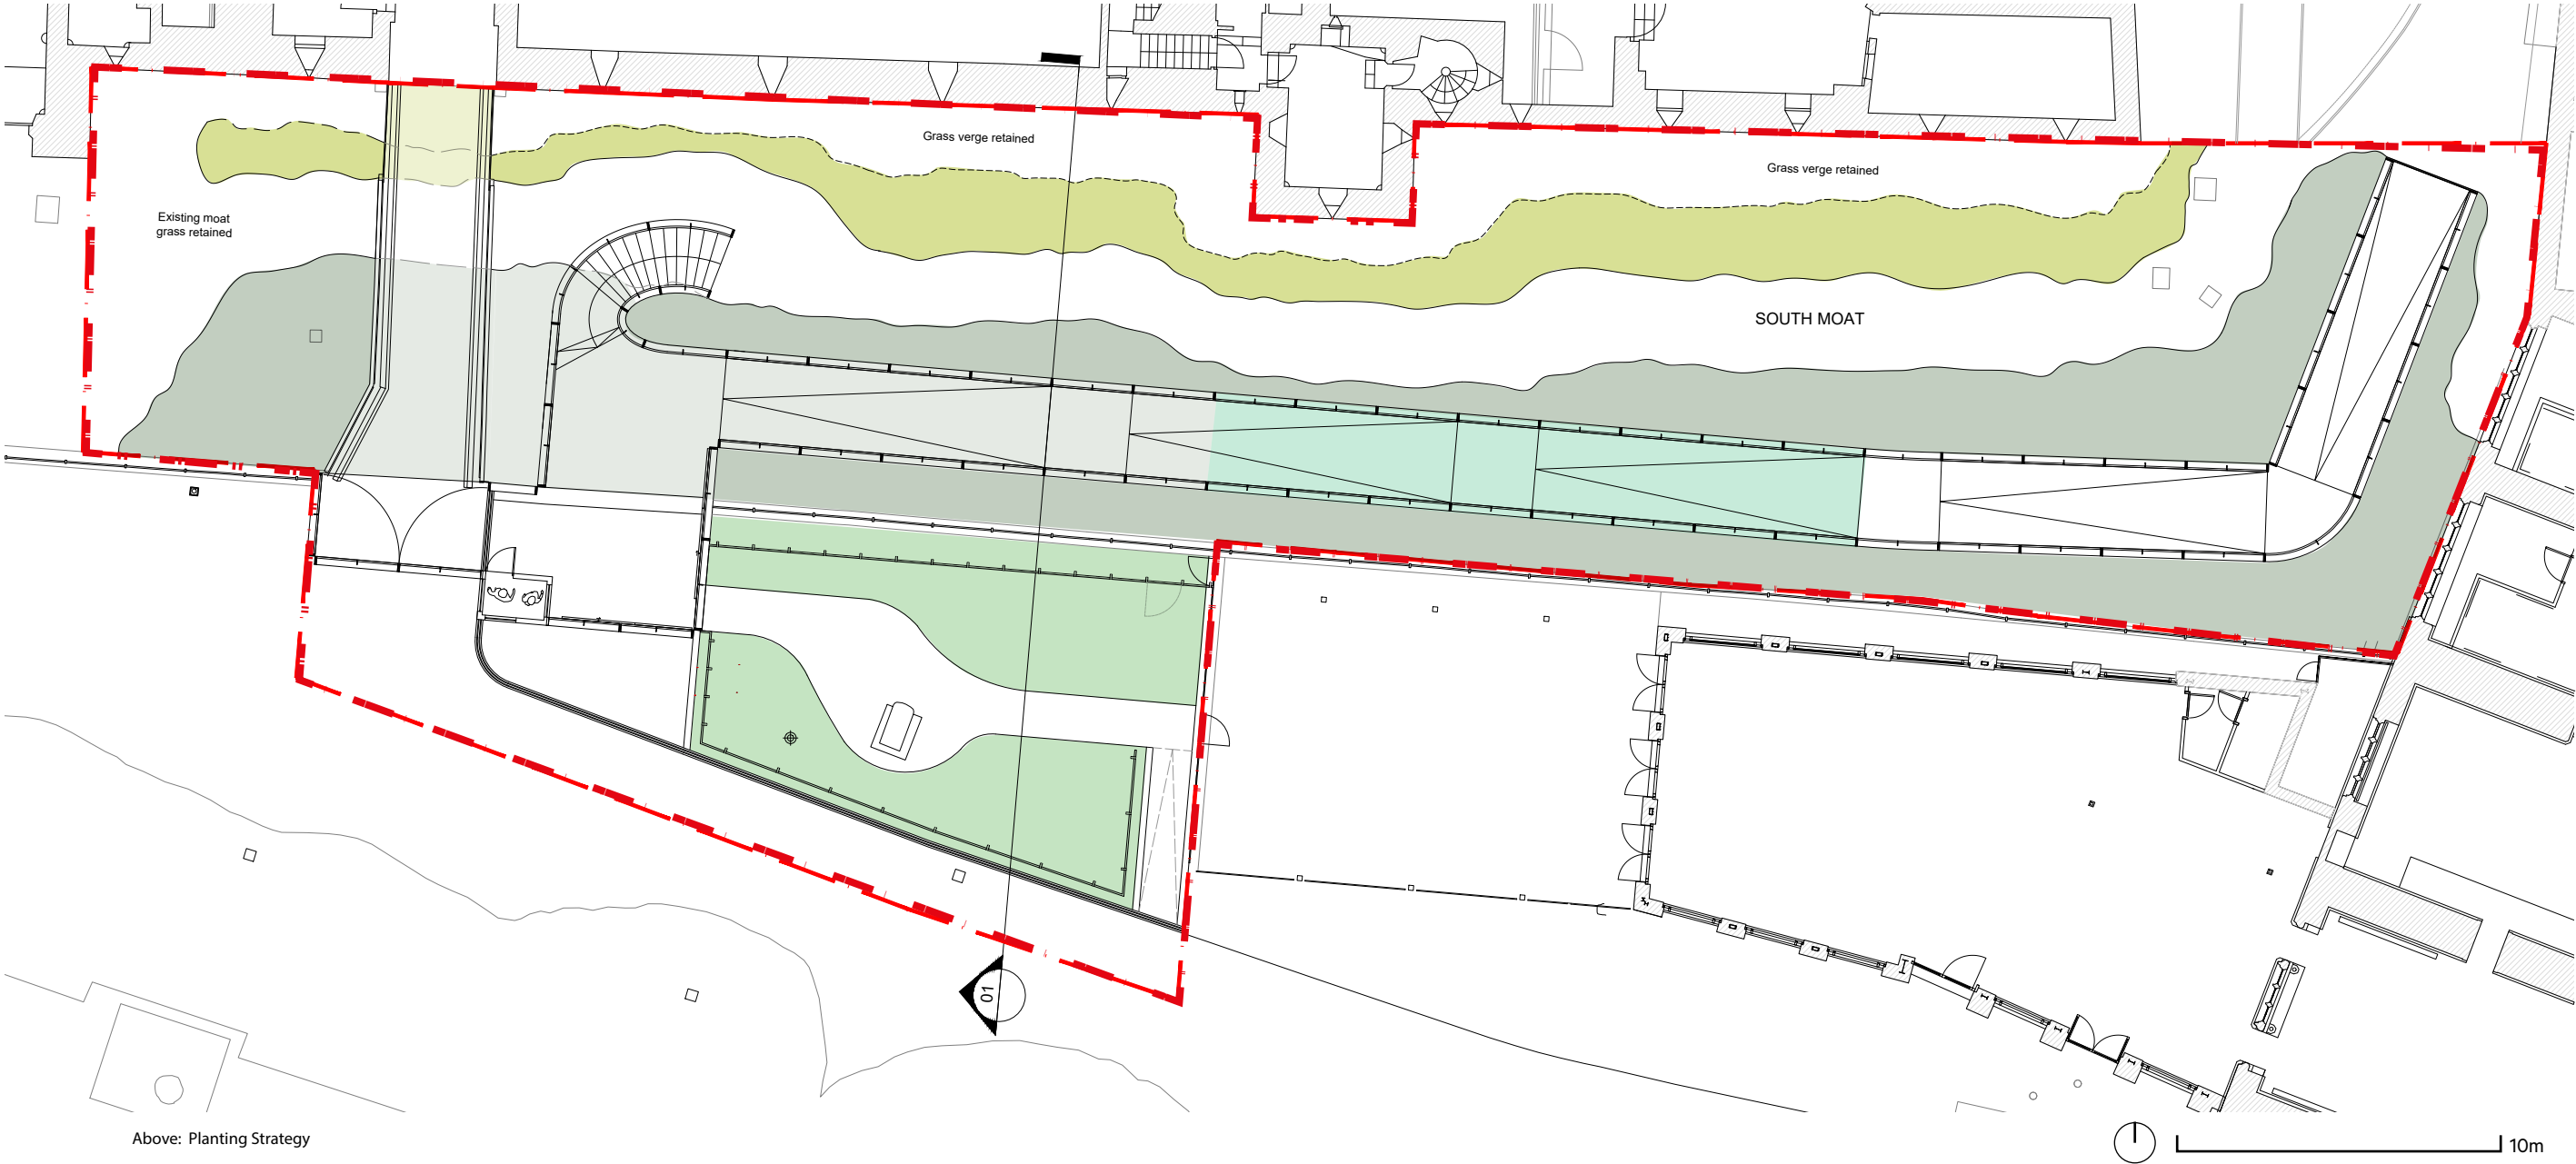 Grass verge retained
Grass verge retained
Existing moat
grass retained
SOUTH MOAT
01
Above: Planting Strategy
10m